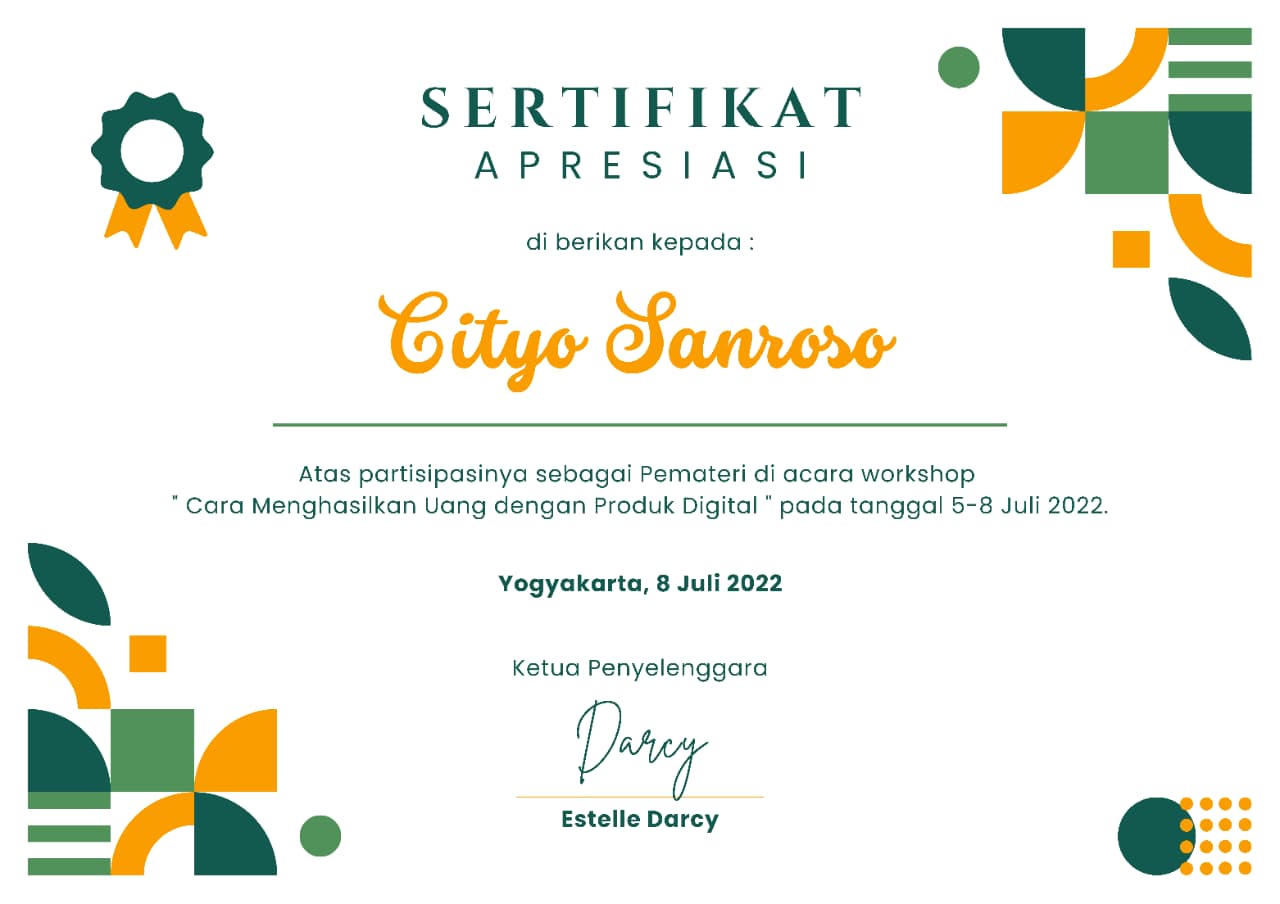 SERTIFIKAT
APRESIASI
di berikan kepada :
Cityo Sanroso
Atas partisipasinya sebagai Pemateri di acara workshop
" Cara Menghasilkan Uang dengan Produk Digital " pada tanggal 5-8 Juli 2022.
Yogyakarta, 8 Juli 2022
Ketua Penyelenggara
Darcy
Estelle Darcy